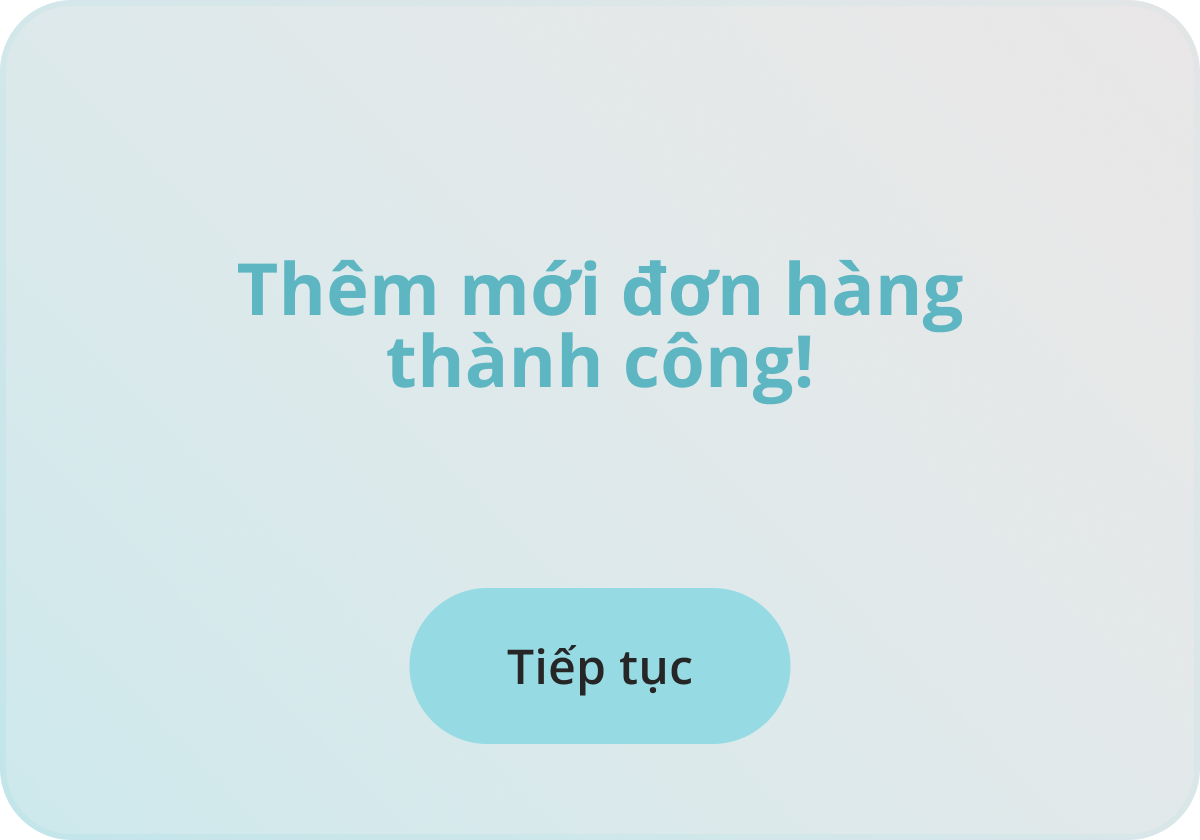 Thêm mới đơn hàng
thành công!
Tiếp tục